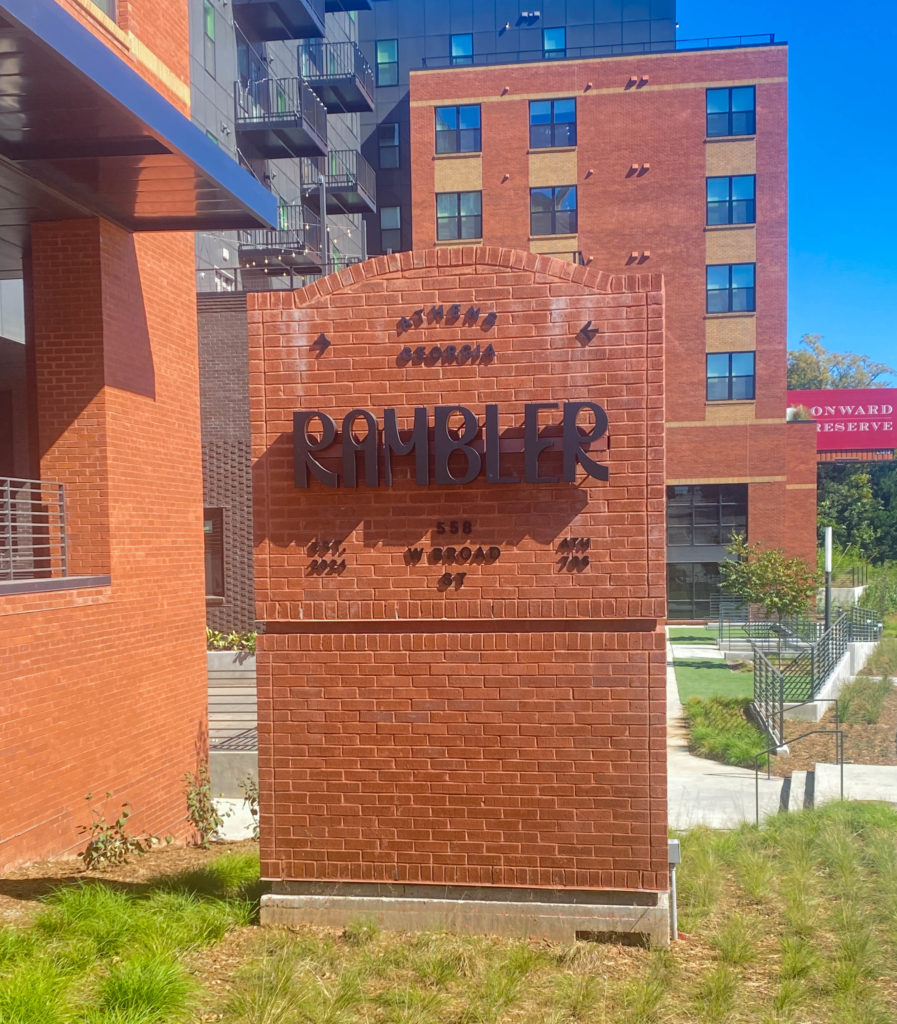 ATHENS
GEORGIA
RAMBLER
558
W BROAD
ST
EST.
2024
ATH
706
ONWARD
RESERVE